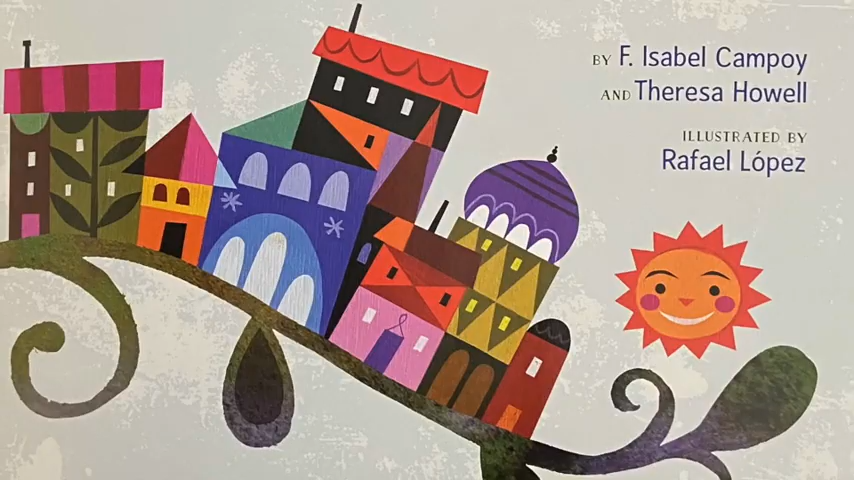 BY F. Isabel Campoy
AND Theresa Howell
ILLUSTRATED BY
Rafael López